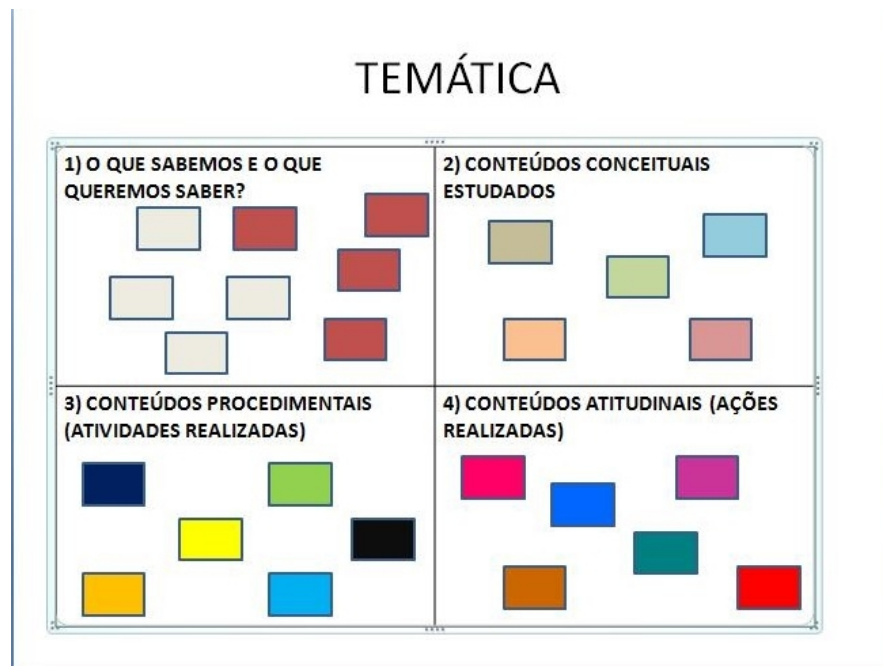 TEMÁTICA
1) O QUE SABEMOS E O QUE
QUEREMOS SABER?
2) CONTEÚDOS CONCEITUAIS
ESTUDADOS
3) CONTEÚDOS PROCEDIMENTAIS
(ATIVIDADES REALIZADAS)
4) CONTEÚDOS ATITUDINAIS (AÇÕES
REALIZADAS)